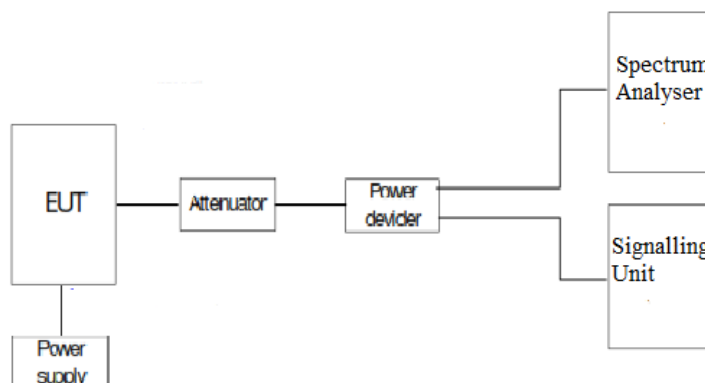 Spectrum
Analyser
EUT
Attenuator
Power
devider
Signalling
Unit
Power
supply